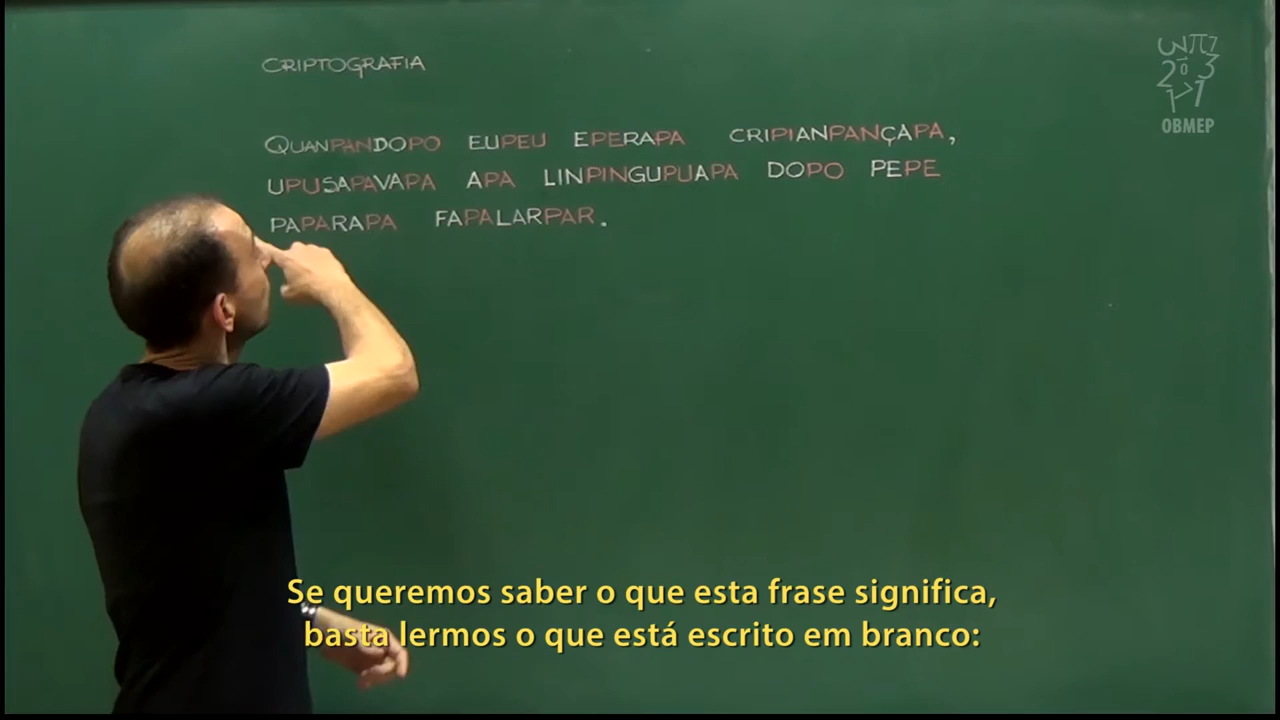 CRIPTOGRAFIA
QUANPANDOPO EUPEU EPERAPA CRIPIANPANÇAPA,
UPUSAPAVAPA APA LINPINGUPUAPA DOPO PEPE
PAPARAPA FAPALARPAR.
OBMEP
Se queremos saber o que esta frase significa,
basta lermos o que está escrito em branco: